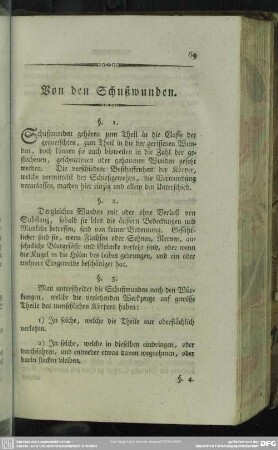 69
Von den Schußwunden.
§. 1.
Schußwunden gehören zum Theil in die Classe der
gequetschten, zum Theil in die der gerissenen Wun-
den, doch können sie auch bisweilen in die Zahl der ge-
stochenen, geschnittenen oder gehauenen Wunden gesetzt
werden. Die verschiedene Beschaffenheit der Körper,
welche vermittelst des Schießgewehrs, die Verwundung
veranlassen, machen hier einzig und allein den Unterschied.
§. 2.
Dergleichen Wunden mit oder ohne Verlust von
Substanz, sobald sie blos die äussern Bedeckungen und
Muskeln betreffen, sind von keiner Bedeutung. Gefähr-
licher sind sie, wenn Flechsen oder Sehnen, Nerven, an-
sehnliche Blutgefässe und Gelenke verletzt sind, oder wenn
die Kugel in die Hölen des Leibes gedrungen, und ein oder
mehrere Eingeweide beschädiget hat.
§. 3.
Man unterscheidet die Schußwunden nach den Wür-
kungen, welche die verletzenden Werkzeuge auf gewisse
Theile des menschlichen Körpers haben:
1) In solche, welche die Theile nur oberflächlich
verletzen.
2) In solche, welche in dieselben eindringen, oder
durchfahren, und entweder etwas davon wegnehmen, oder
darin stecken bleiben.
§. 4.